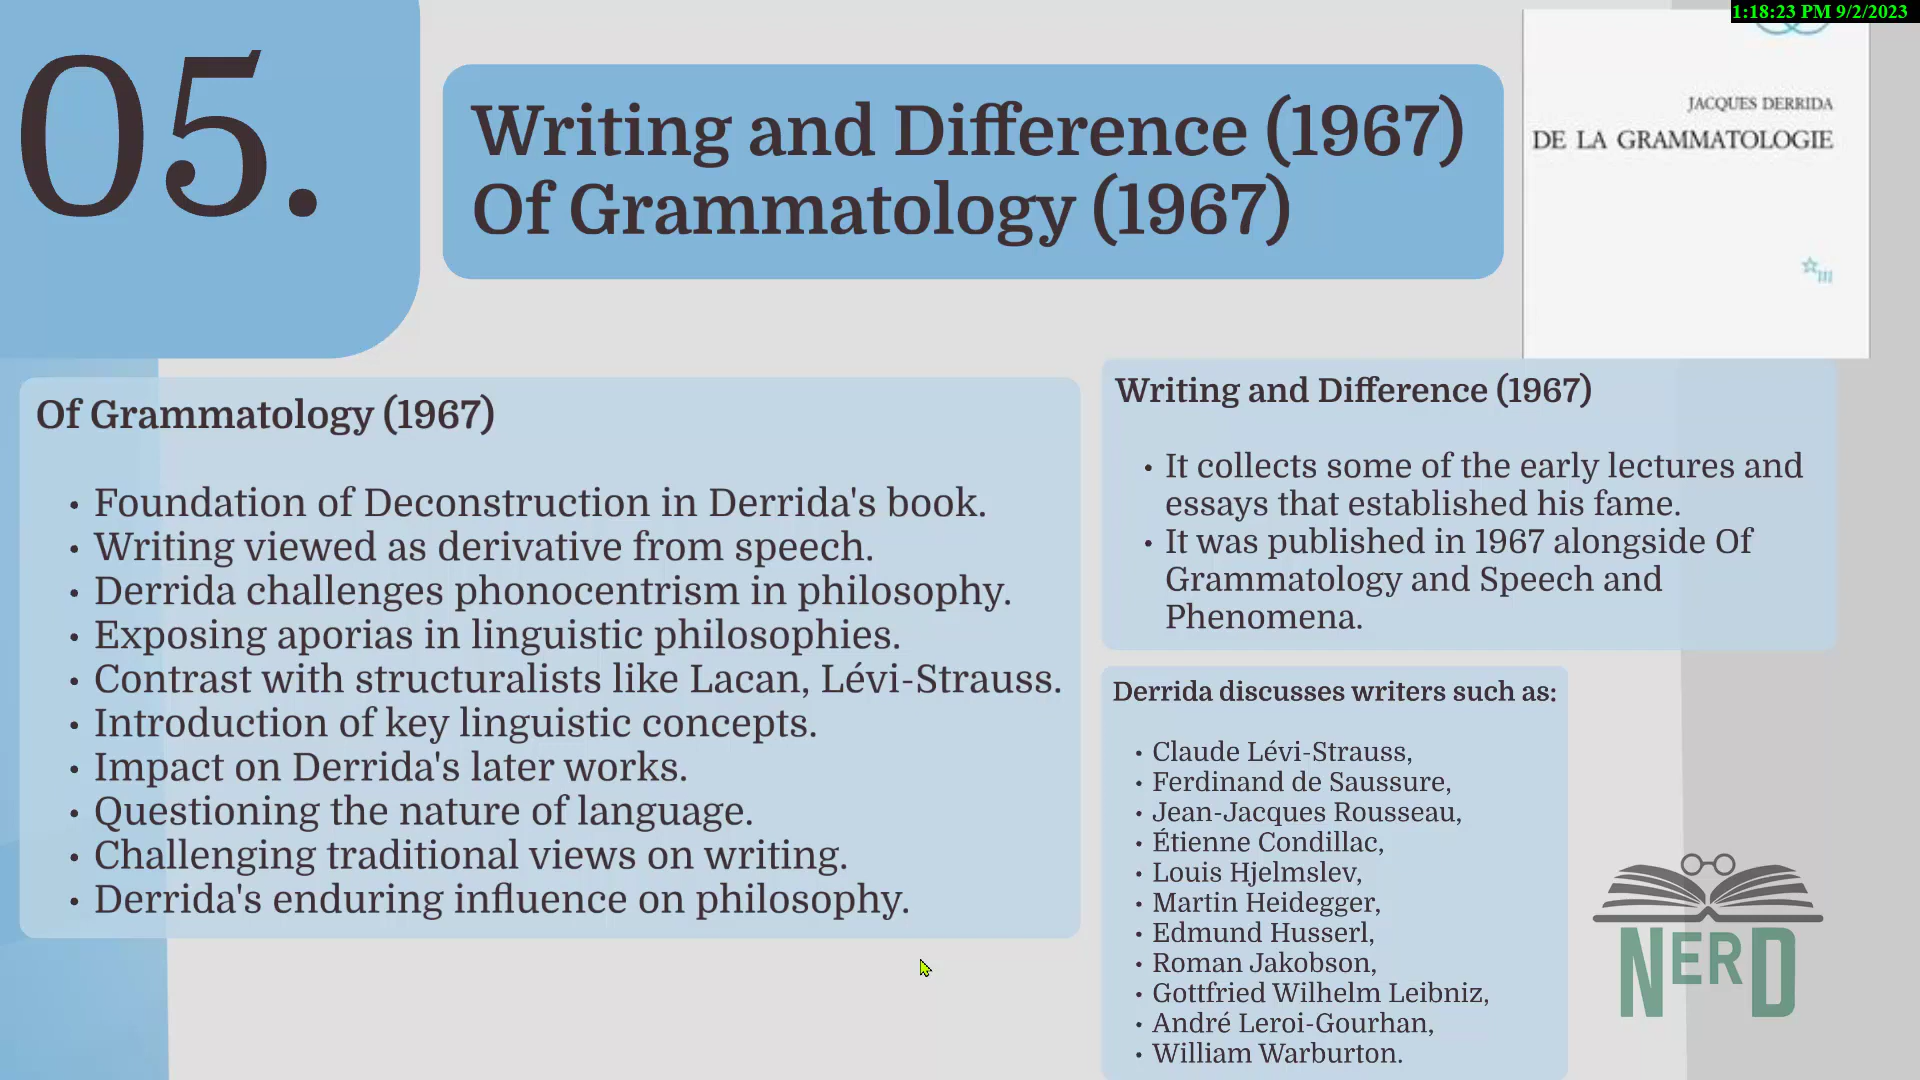 1:18:23 PM 9/2/2023
05.
Writing and Difference (1967)
Of Grammatology (1967)
JACQUES DERRIDA
DE LA GRAMMATOLOGIE
Of Grammatology (1967)
• Foundation of Deconstruction in Derrida's book.
• Writing viewed as derivative from speech.
• Derrida challenges phonocentrism in philosophy.
• Exposing aporias in linguistic philosophies.
• Contrast with structuralists like Lacan, Lévi-Strauss.
• Introduction of key linguistic concepts.
• Impact on Derrida's later works.
• Questioning the nature of language.
• Challenging traditional views on writing.
• Derrida's enduring influence on philosophy.
Writing and Difference (1967)
• It collects some of the early lectures and
essays that established his fame.
• It was published in 1967 alongside Of
Grammatology and Speech and
Phenomena.
Derrida discusses writers such as:
• Claude Lévi-Strauss,
• Ferdinand de Saussure,
• Jean-Jacques Rousseau,
• Étienne Condillac,
• Louis Hjelmslev,
• Martin Heidegger,
• Edmund Husserl,
• Roman Jakobson,
• Gottfried Wilhelm Leibniz,
• André Leroi-Gourhan,
• William Warburton.
NERD